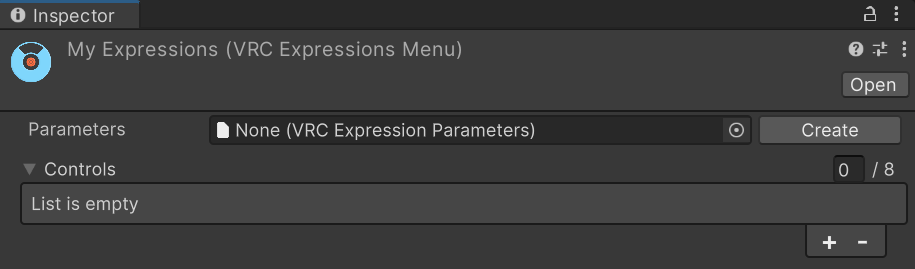 Inspector
My Expressions (VRC Expressions Menu)
Open
Parameters None (VRC Expression Parameters) Create
Controls 0 / 8
List is empty
+ -